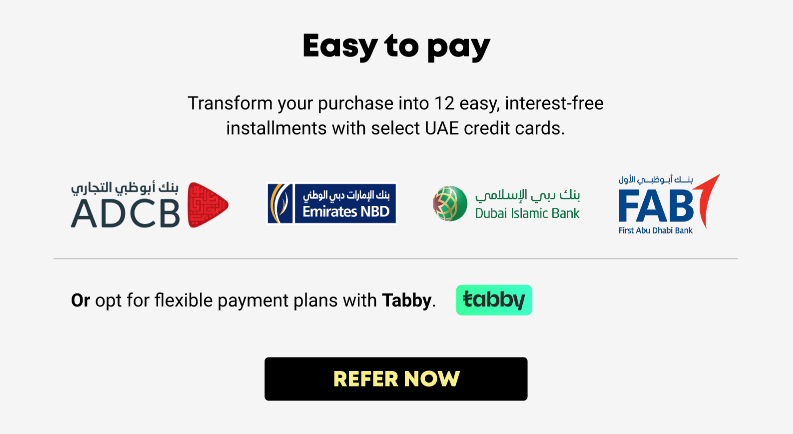 Easy to pay
Transform your purchase into 12 easy, interest-free
installments with select UAE credit cards.
بنك أبوظبي التجاري
ADCB
بنك الإمارات دبي الوطني
Emirates NBD
بنك دبي الإسلامي
Dubai Islamic Bank
بنك أبوظبي الأول
FAB
First Abu Dhabi Bank
Or opt for flexible payment plans with Tabby.
tabby
REFER NOW